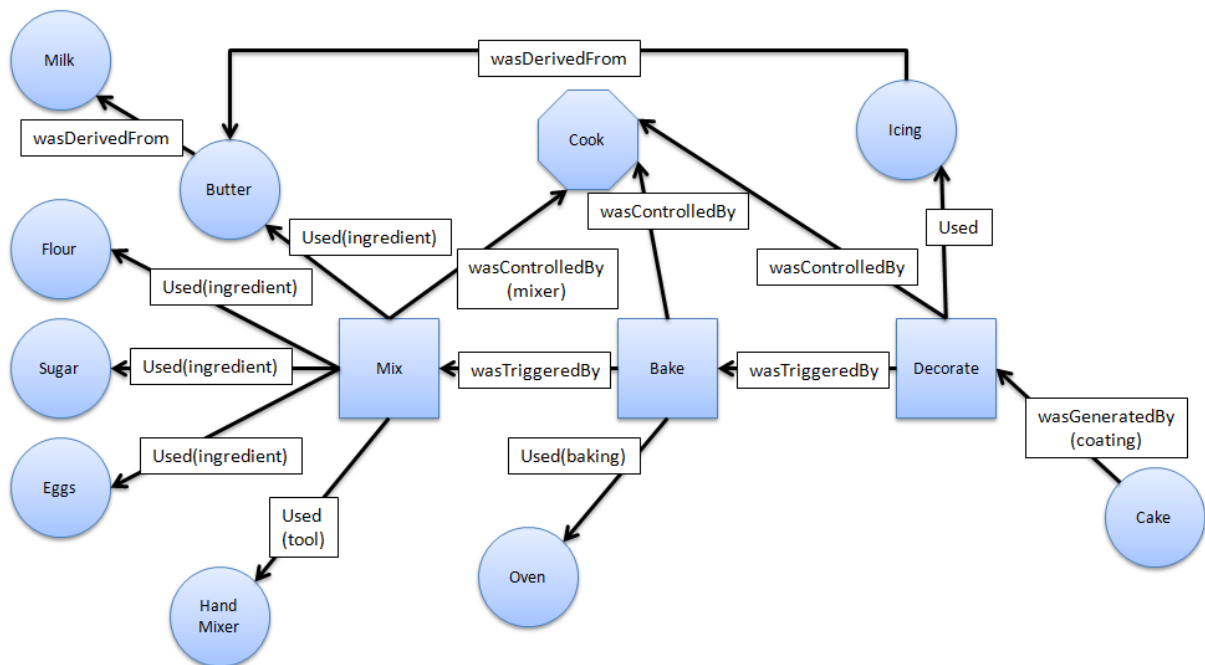 Milk
wasDerivedFrom
Icing
Cook
wasDerivedFrom
Butter
wasControlledBy
Flour
Used(ingredient)
Used
wasControlledBy
(mixer)
wasControlledBy
Used(ingredient)
Sugar
Used(ingredient)
Mix
wasTriggeredBy
Bake
wasTriggeredBy
Decorate
wasGeneratedBy
(coating)
Used(ingredient)
Used(baking)
Eggs
Used
(tool)
Cake
Oven
Hand
Mixer